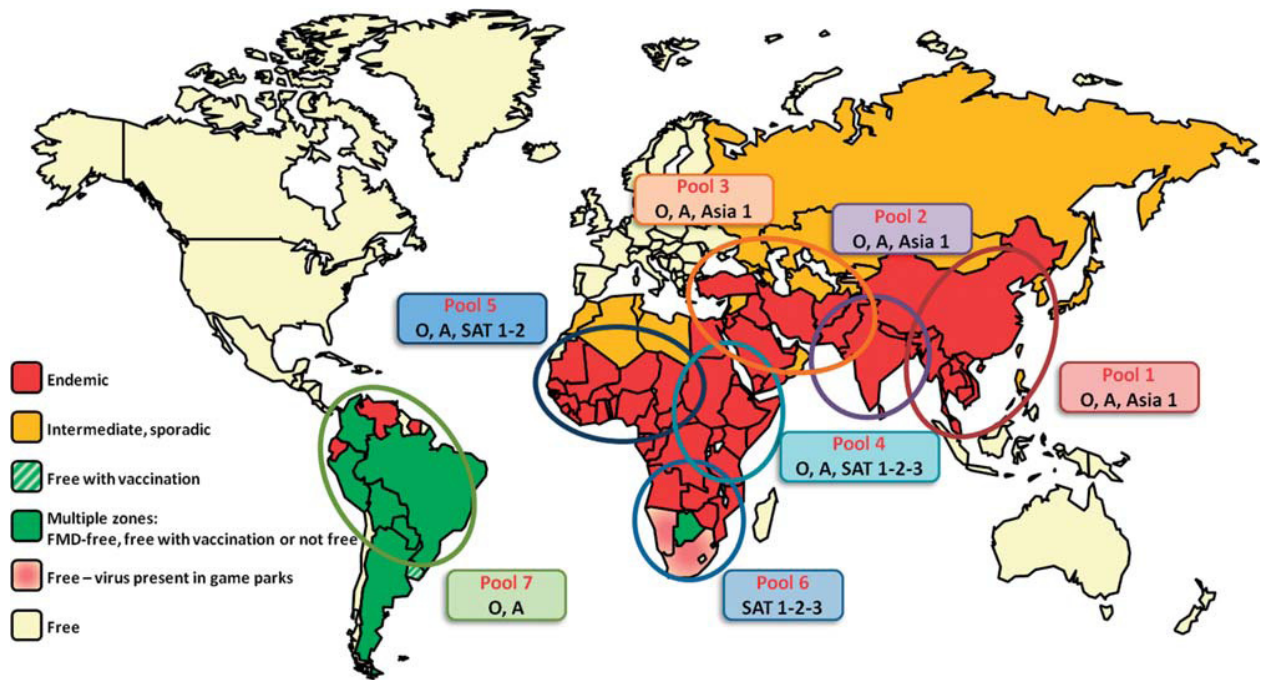 Pool 3
O, A, Asia 1
Pool 2
O, A, Asia 1
Pool 5
O, A, SAT 1-2
Endemic
Intermediate, sporadic
Free with vaccination
Multiple zones:
FMD-free, free with vaccination or not free
Free – virus present in game parks
Free
Pool 1
O, A, Asia 1
Pool 4
O, A, SAT 1-2-3
Pool 7
O, A
Pool 6
SAT 1-2-3